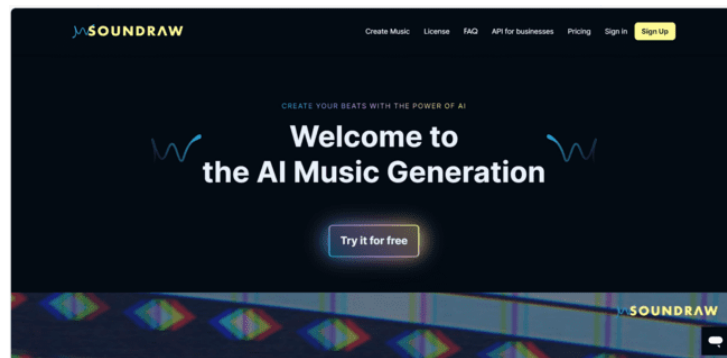 SOUNDRAW
Create Music License FAQ API for businesses Pricing Sign in Sign Up
CREATE YOUR BEATS WITH THE POWER OF AI
Welcome to
the AI Music Generation
Try it for free
SOUNDRAW